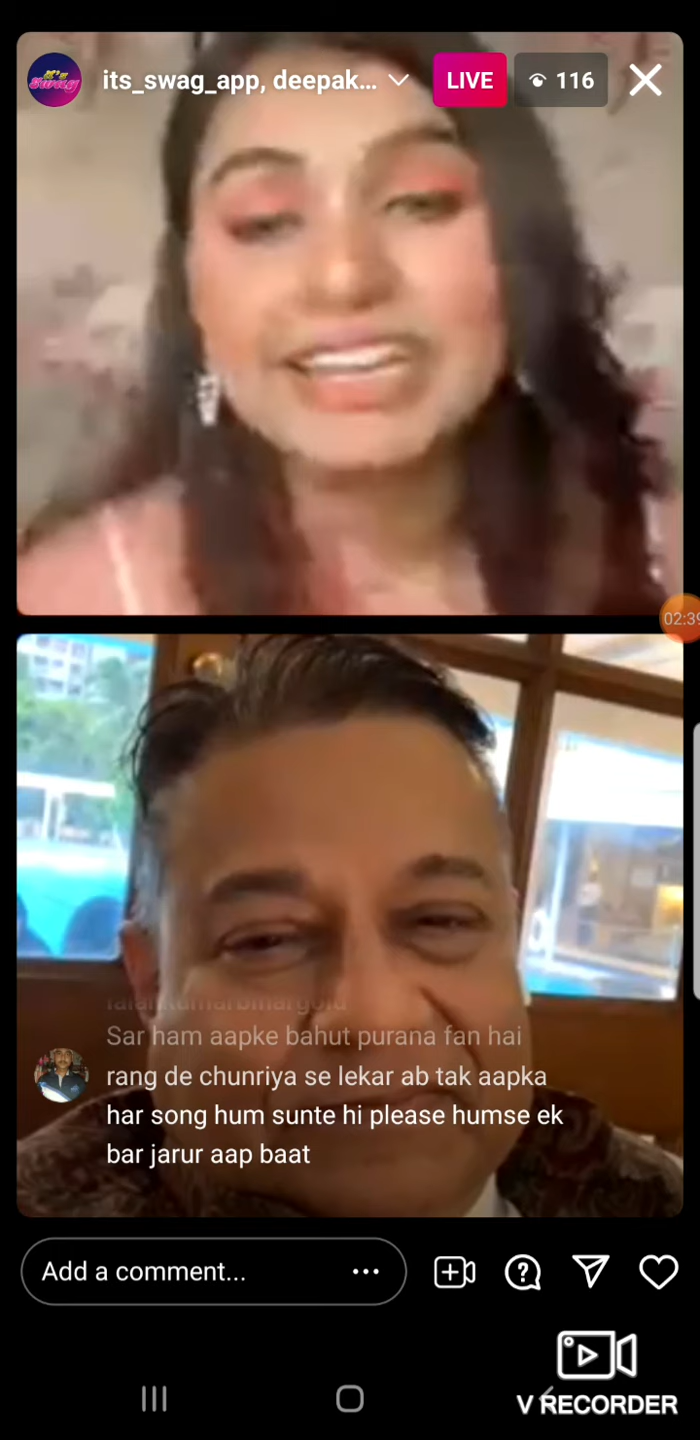 its_swag_app, deepak...
LIVE
116
02:39
Sar ham aapke bahut purana fan hai
rang de chunriya se lekar ab tak aapka
har song hum sunte hi please humse ek
bar jarur aap baat
Add a comment...
V RECORDER